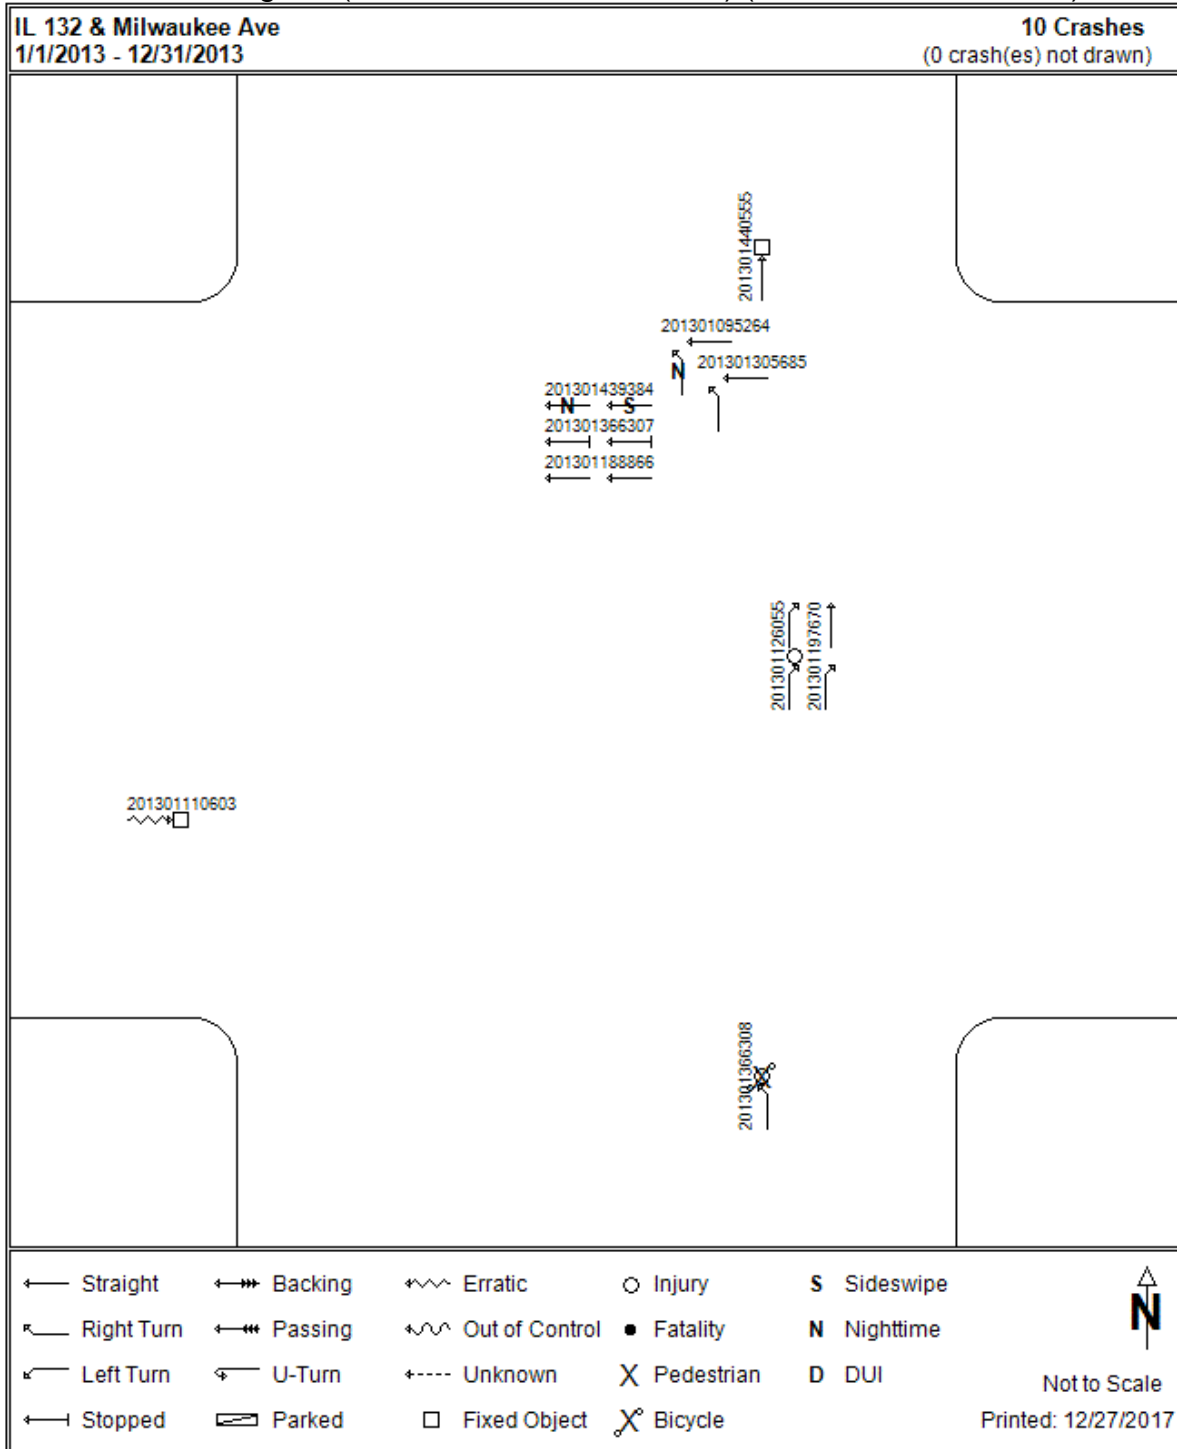 IL 132 & Milwaukee Ave
10 Crashes
1/1/2013 - 12/31/2013
(0 crash(es) not drawn)
201301440555
201301095264
N
201301305685
201301439384
N S
201301366307
201301188866
201301126055
201301197670
201301110603
201301366308
Straight
Backing
Erratic
Injury
S Sideswipe
Right Turn
Passing
Out of Control
Fatality
N Nighttime
Left Turn
U-Turn
Unknown
Pedestrian
D DUI
Stopped
Parked
Fixed Object
Bicycle
N
Not to Scale
Printed: 12/27/2017